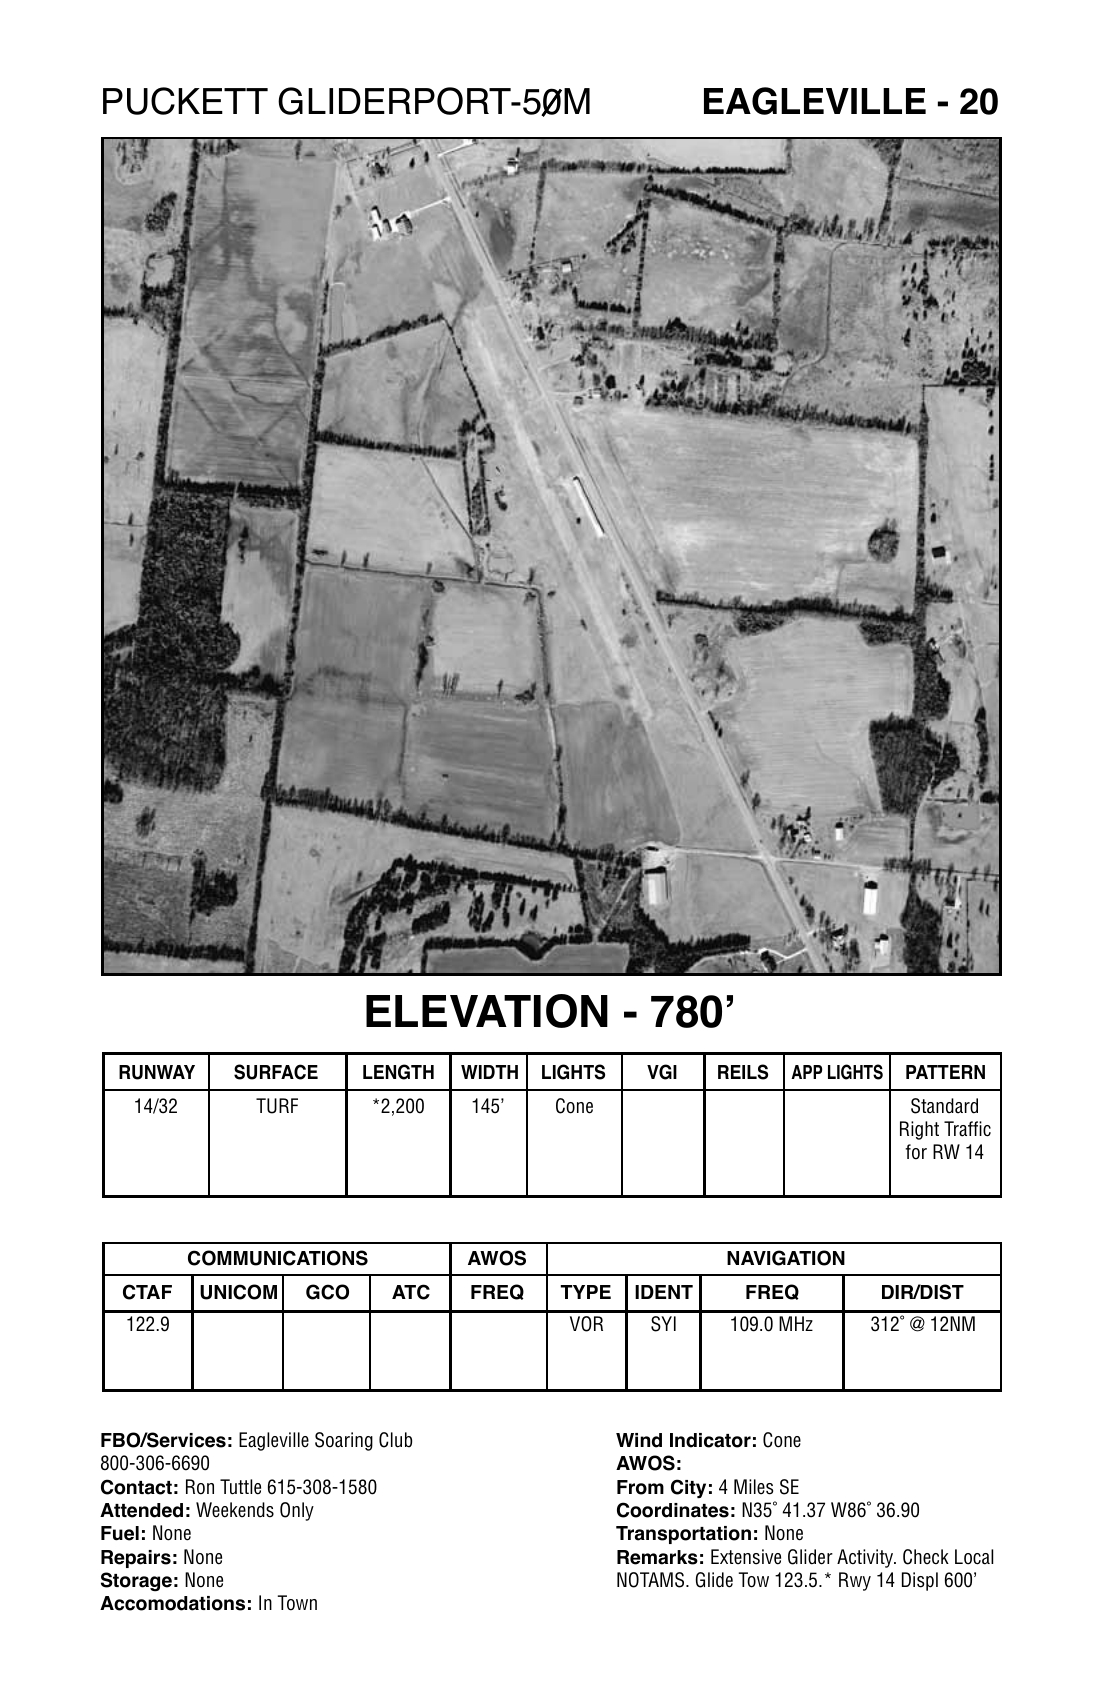 PUCKETT GLIDERPORT-5ØM EAGLEVILLE - 20
ELEVATION - 780’
RUNWAY SURFACE LENGTH WIDTH LIGHTS VGI REILS APP LIGHTS PATTERN
14/32 TURF *2,200 145’ Cone Standard
Right Traffic
for RW 14
COMMUNICATIONS AWOS NAVIGATION
CTAF UNICOM GCO ATC FREQ TYPE IDENT FREQ DIR/DIST
122.9 VOR SYI 109.0 MHz 312˚ @ 12NM
FBO/Services: Eagleville Soaring Club
800-306-6690
Contact: Ron Tuttle 615-308-1580
Attended: Weekends Only
Fuel: None
Repairs: None
Storage: None
Accomodations: In Town
Wind Indicator: Cone
AWOS:
From City: 4 Miles SE
Coordinates: N35˚ 41.37 W86˚ 36.90
Transportation: None
Remarks: Extensive Glider Activity. Check Local
NOTAMS. Glide Tow 123.5.* Rwy 14 Displ 600’